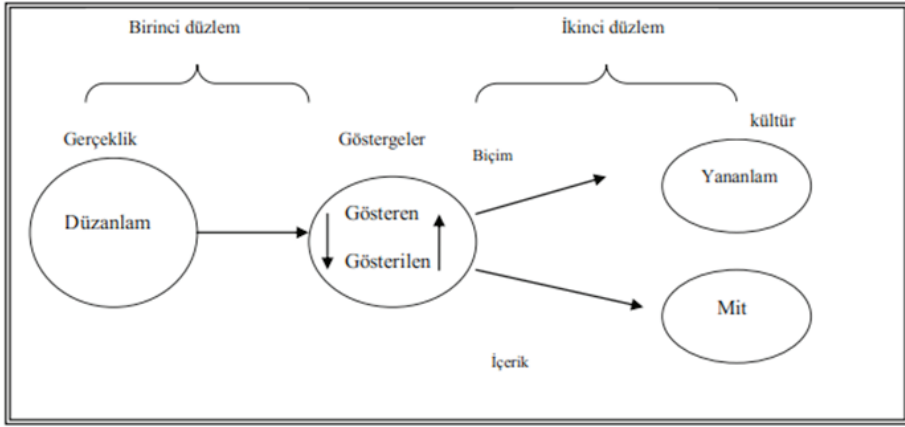 Birinci düzlem
İkinci düzlem
Gerçeklik
Göstergeler
Biçim
kültür
Düzanlam
Gösteren
Gösterilen
Yananlam
Mit
İçerik